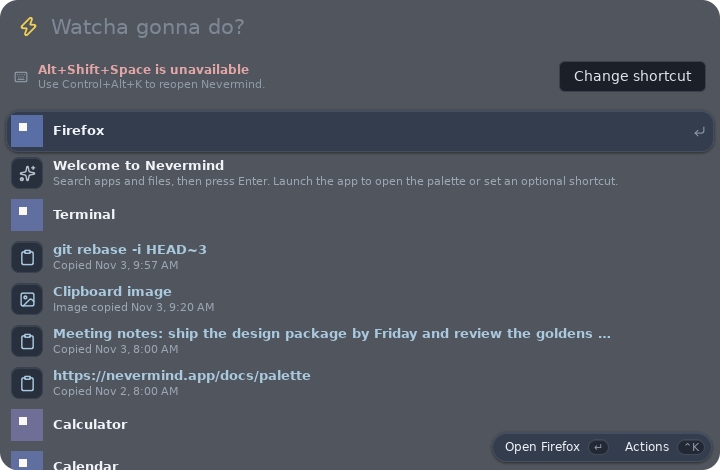 Watcha gonna do?
Alt+Shift+Space is unavailable
Use Control+Alt+K to reopen Nevermind.
Change shortcut
Firefox
Welcome to Nevermind
Search apps and files, then press Enter. Launch the app to open the palette or set an optional shortcut.
Terminal
git rebase -i HEAD~3
Copied Nov 3, 9:57 AM
Clipboard image
Image copied Nov 3, 9:20 AM
Meeting notes: ship the design package by Friday and review the goldens ...
Copied Nov 3, 8:00 AM
https://nevermind.app/docs/palette
Copied Nov 2, 8:00 AM
Calculator
Open Firefox ↵ Actions ^K
Calendar